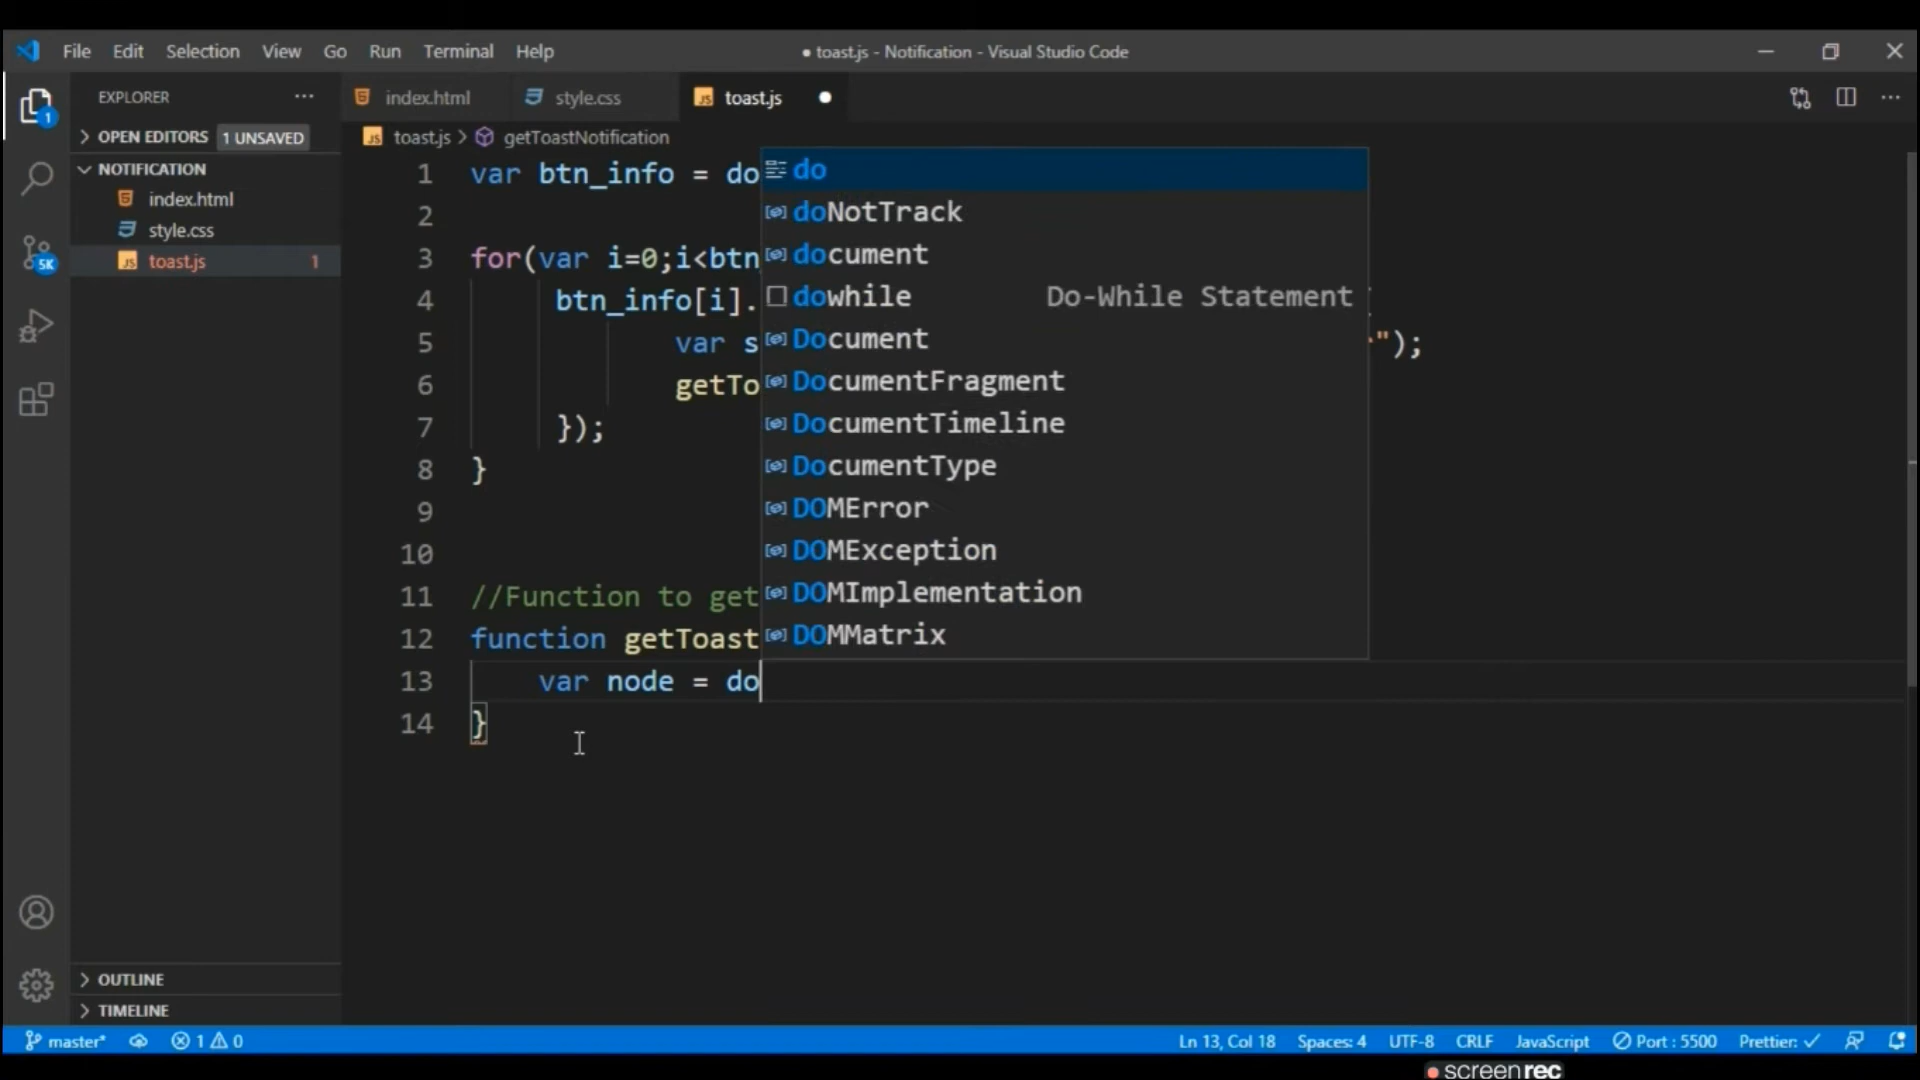 File Edit Selection View Go Run Terminal Help
● toast.js - Notification - Visual Studio Code
EXPLORER
index.html
style.css
toast.js
OPEN EDITORS 1 UNSAVED
toast.js > getToastNotification
NOTIFICATION
index.html
style.css
toast.js 1
1 var btn_info = do
2
3 for(var i=0;i<btn
4 btn_info[i].
5 var s ");
6 getTo
7 });
8 }
9
10
11 //Function to get
12 function getToast
13 var node = do
14 }
do
doNotTrack
document
dowhile Do-While Statement
Document
DocumentFragment
DocumentTimeline
DocumentType
DOMError
DOMException
DOMImplementation
DOMMatrix
1
5K
OUTLINE
TIMELINE
master* 1 0 Ln 13, Col 18 Spaces: 4 UTF-8 CRLF JavaScript Port : 5500 Prettier: ✓
screenrec